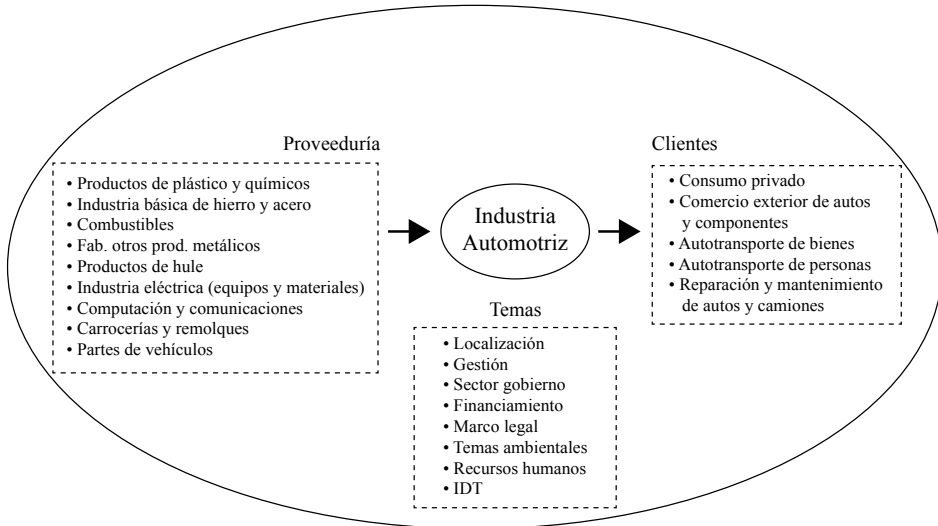 Proveeduría
• Productos de plástico y químicos
• Industria básica de hierro y acero
• Combustibles
• Fab. otros prod. metálicos
• Productos de hule
• Industria eléctrica (equipos y materiales)
• Computación y comunicaciones
• Carrocerías y remolques
• Partes de vehículos
Industria
Automotriz
Clientes
• Consumo privado
• Comercio exterior de autos
y componentes
• Autotransporte de bienes
• Autotransporte de personas
• Reparación y mantenimiento
de autos y camiones
Temas
• Localización
• Gestión
• Sector gobierno
• Financiamiento
• Marco legal
• Temas ambientales
• Recursos humanos
• IDT